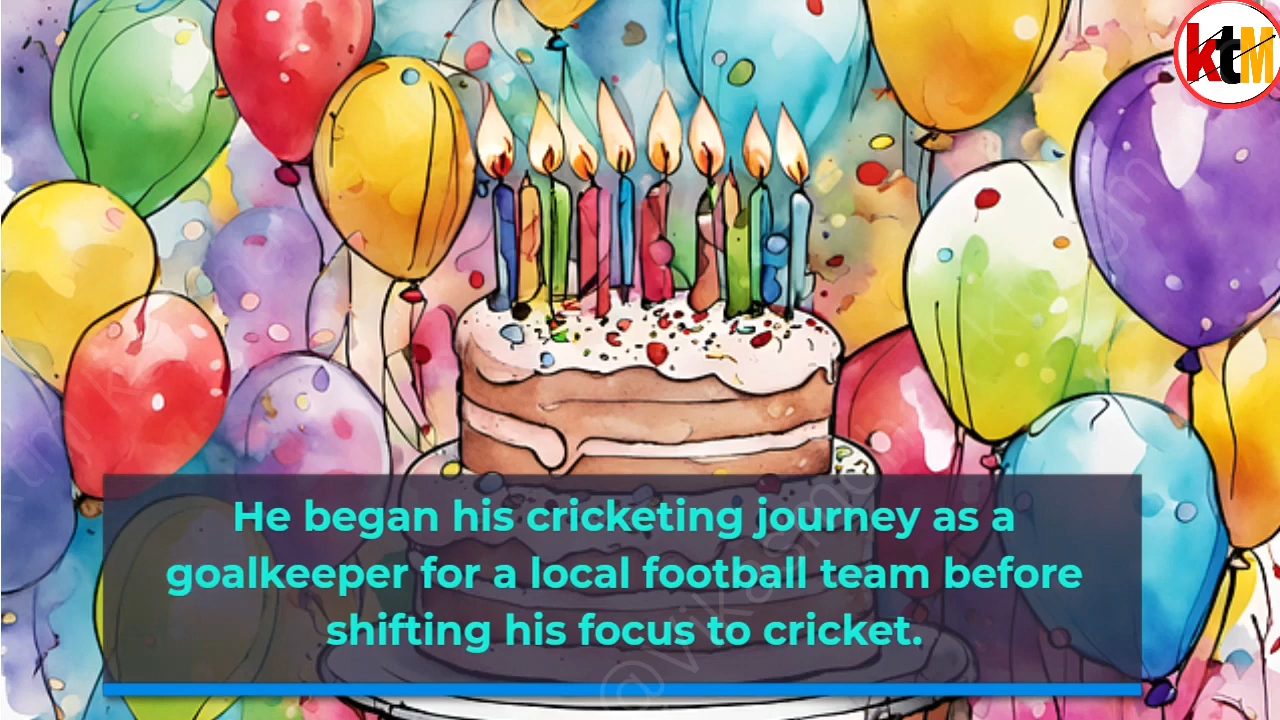 ktM
He began his cricketing journey as a
goalkeeper for a local football team before
shifting his focus to cricket.